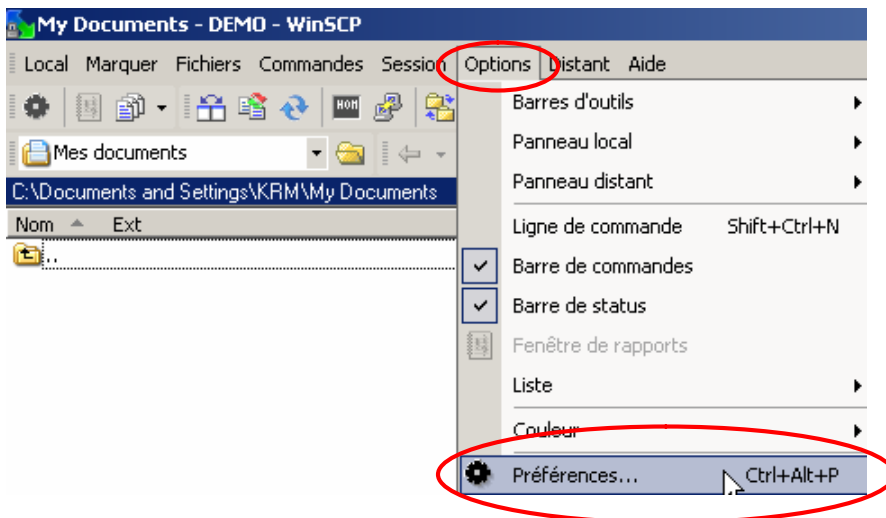 My Documents - DEMO - WinSCP
Local Marquer Fichiers Commandes Session Options Distant Aide
Barres d'outils
Mes documents
Panneau local
C:\Documents and Settings\KRM\My Documents
Panneau distant
Nom Ext
Ligne de commande Shift+Ctrl+N
..
Barre de commandes
Barre de status
Fenêtre de rapports
Liste
Couleur
Préférences... Ctrl+Alt+P